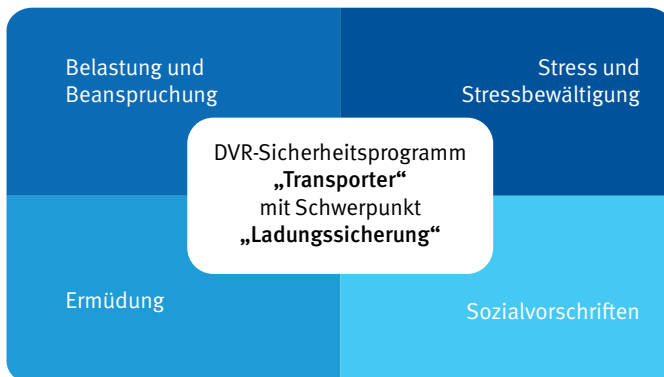 Belastung und
Beanspruchung
Stress und
Stressbewältigung
DVR-Sicherheitsprogramm
„Transporter“
mit Schwerpunkt
„Ladungssicherung“
Ermüdung
Sozialvorschriften